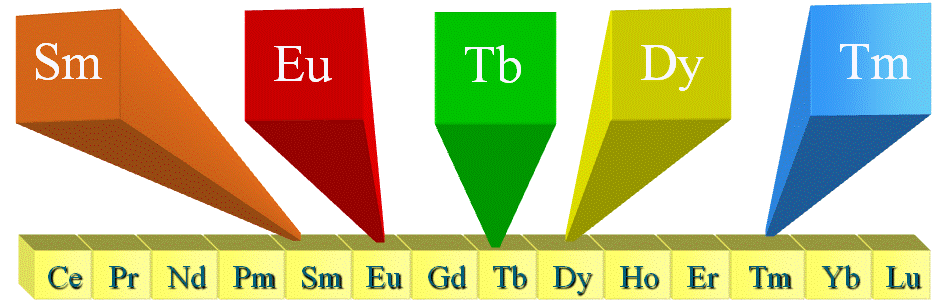 Sm Eu Tb Dy Tm
Ce Pr Nd Pm Sm Eu Gd Tb Dy Ho Er Tm Yb Lu